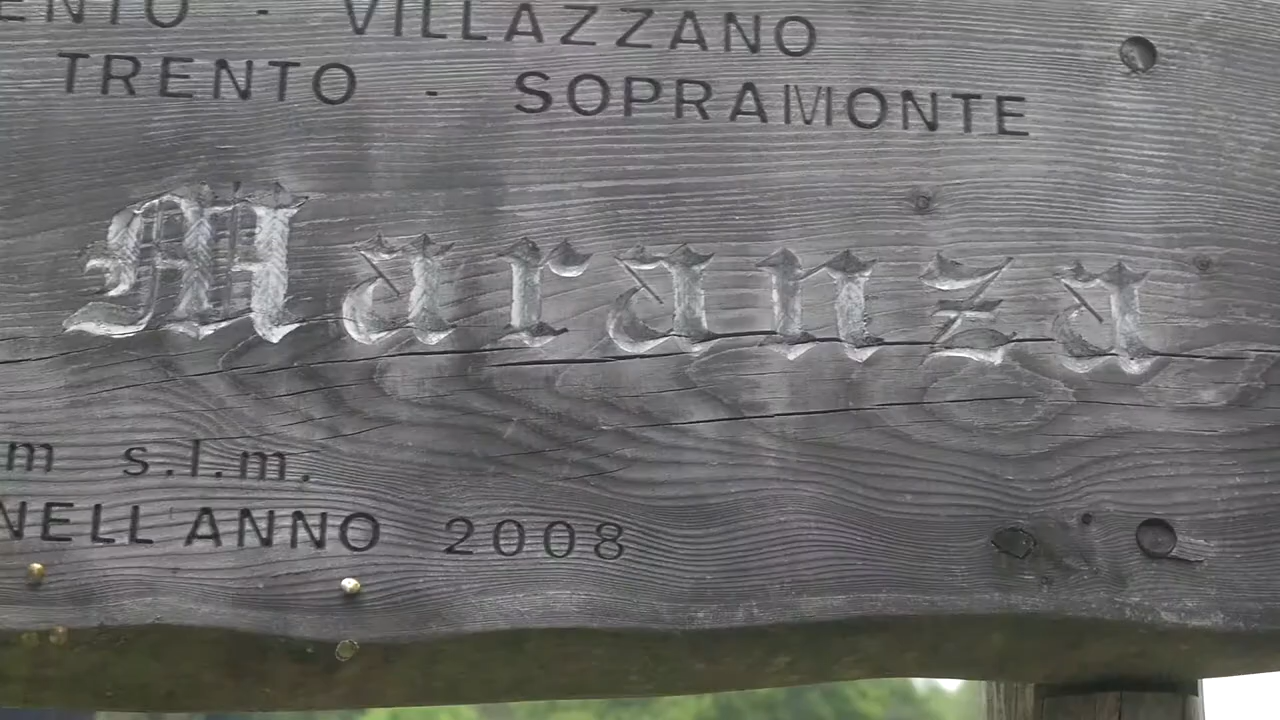 ENTO - VILLAZZANO
TRENTO - SOPRAMONTE
Maranza
m s.l.m.
NELL ANNO 2008